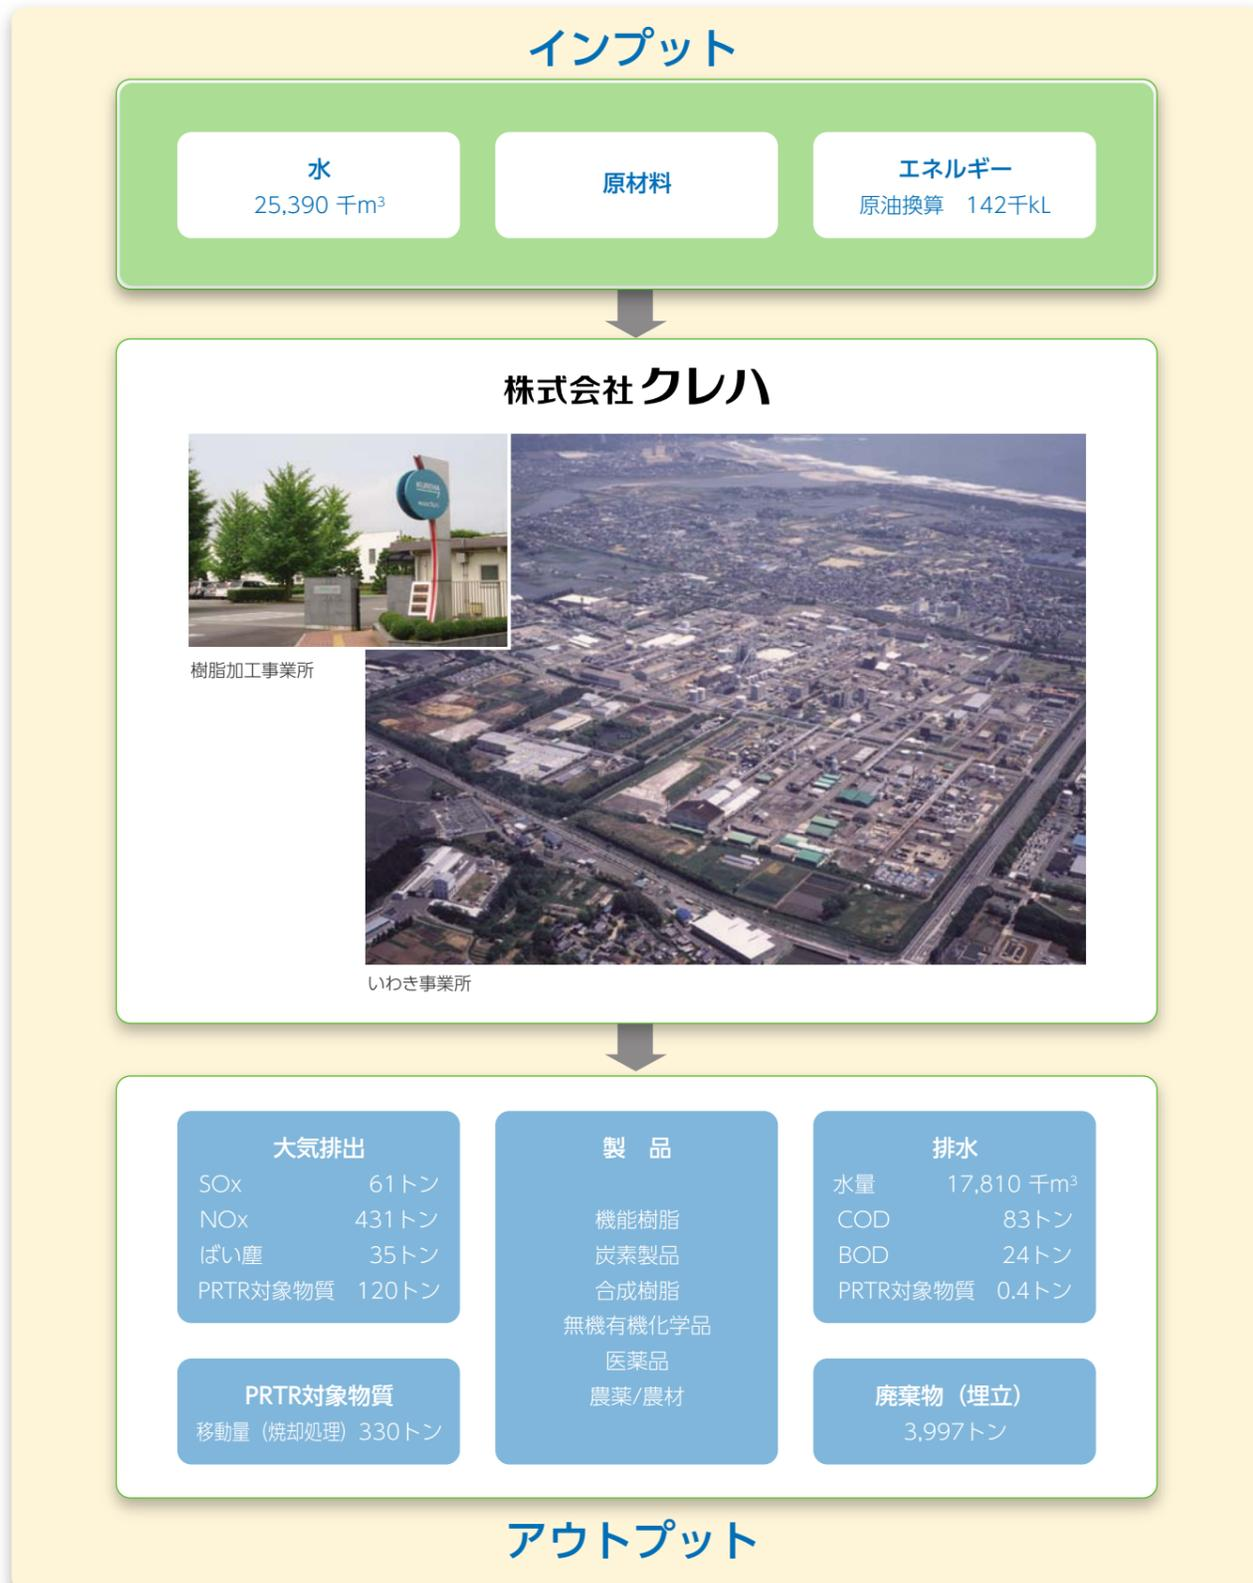 インプット
水
25,390 千m³
原材料
エネルギー
原油換算　142千kL
株式会社クレハ
KUREHA
樹脂加工事業所
いわき事業所
大気排出
SOx 61トン
NOx 431トン
ばい塵 35トン
PRTR対象物質 120トン
PRTR対象物質
移動量（焼却処理）330トン
製　品
機能樹脂
炭素製品
合成樹脂
無機有機化学品
医薬品
農薬/農材
排水
水量 17,810 千m³
COD 83トン
BOD 24トン
PRTR対象物質 0.4トン
廃棄物（埋立）
3,997トン
アウトプット